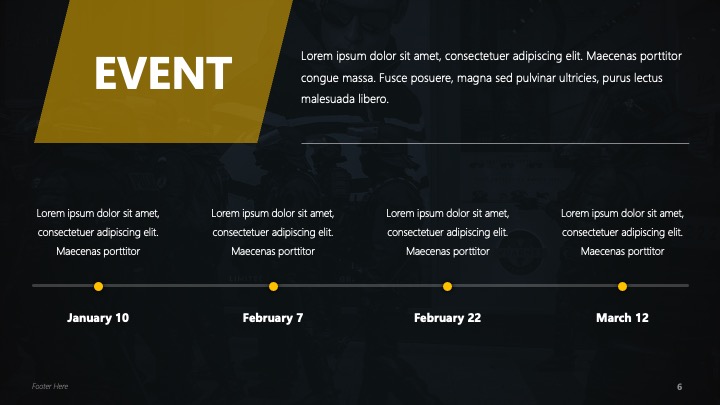 EVENT
Lorem ipsum dolor sit amet, consectetuer adipiscing elit. Maecenas porttitor
congue massa. Fusce posuere, magna sed pulvinar ultricies, purus lectus
malesuada libero.
Lorem ipsum dolor sit amet,
consectetuer adipiscing elit.
Maecenas porttitor
Lorem ipsum dolor sit amet,
consectetuer adipiscing elit.
Maecenas porttitor
Lorem ipsum dolor sit amet,
consectetuer adipiscing elit.
Maecenas porttitor
Lorem ipsum dolor sit amet,
consectetuer adipiscing elit.
Maecenas porttitor
January 10
February 7
February 22
March 12
Footer Here
6